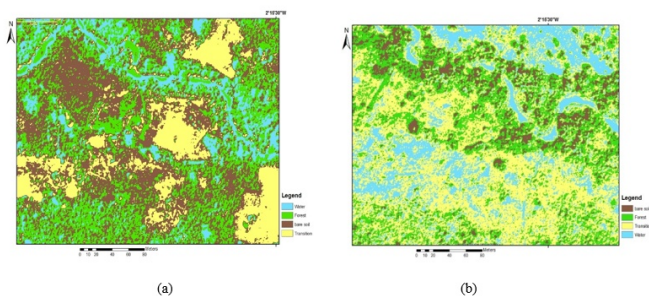 2°10'30"W
N
Legend
Water
Forest
bare soil
Transition
Meters
0 10 20 40 60 80
(a)
2°10'30"W
N
Legend
bare soil
Forest
Transition
Water
Meters
0 10 20 40 60 80
(b)